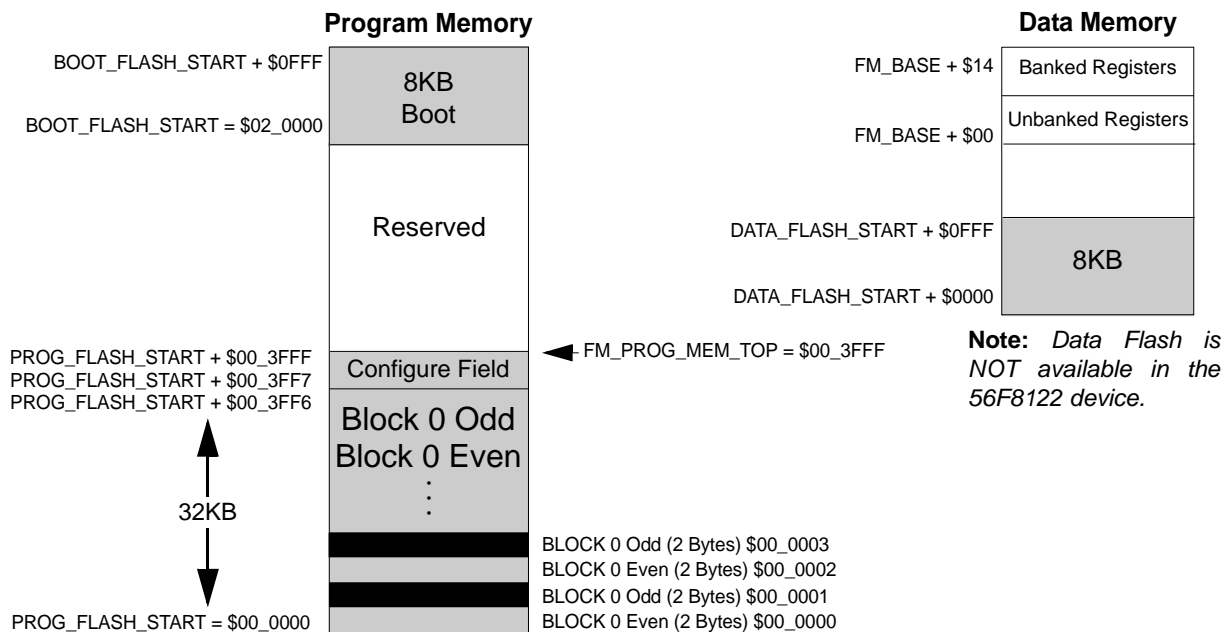 Program Memory
BOOT_FLASH_START + $0FFF
8KB
Boot
BOOT_FLASH_START = $02_0000
Reserved
PROG_FLASH_START + $00_3FFF
PROG_FLASH_START + $00_3FF7
PROG_FLASH_START + $00_3FF6
Configure Field
FM_PROG_MEM_TOP = $00_3FFF
Block 0 Odd
Block 0 Even
32KB
BLOCK 0 Odd (2 Bytes) $00_0003
BLOCK 0 Even (2 Bytes) $00_0002
BLOCK 0 Odd (2 Bytes) $00_0001
BLOCK 0 Even (2 Bytes) $00_0000
PROG_FLASH_START = $00_0000
Data Memory
FM_BASE + $14
Banked Registers
Unbanked Registers
FM_BASE + $00
DATA_FLASH_START + $0FFF
8KB
DATA_FLASH_START + $0000
Note: Data Flash is
NOT available in the
56F8122 device.